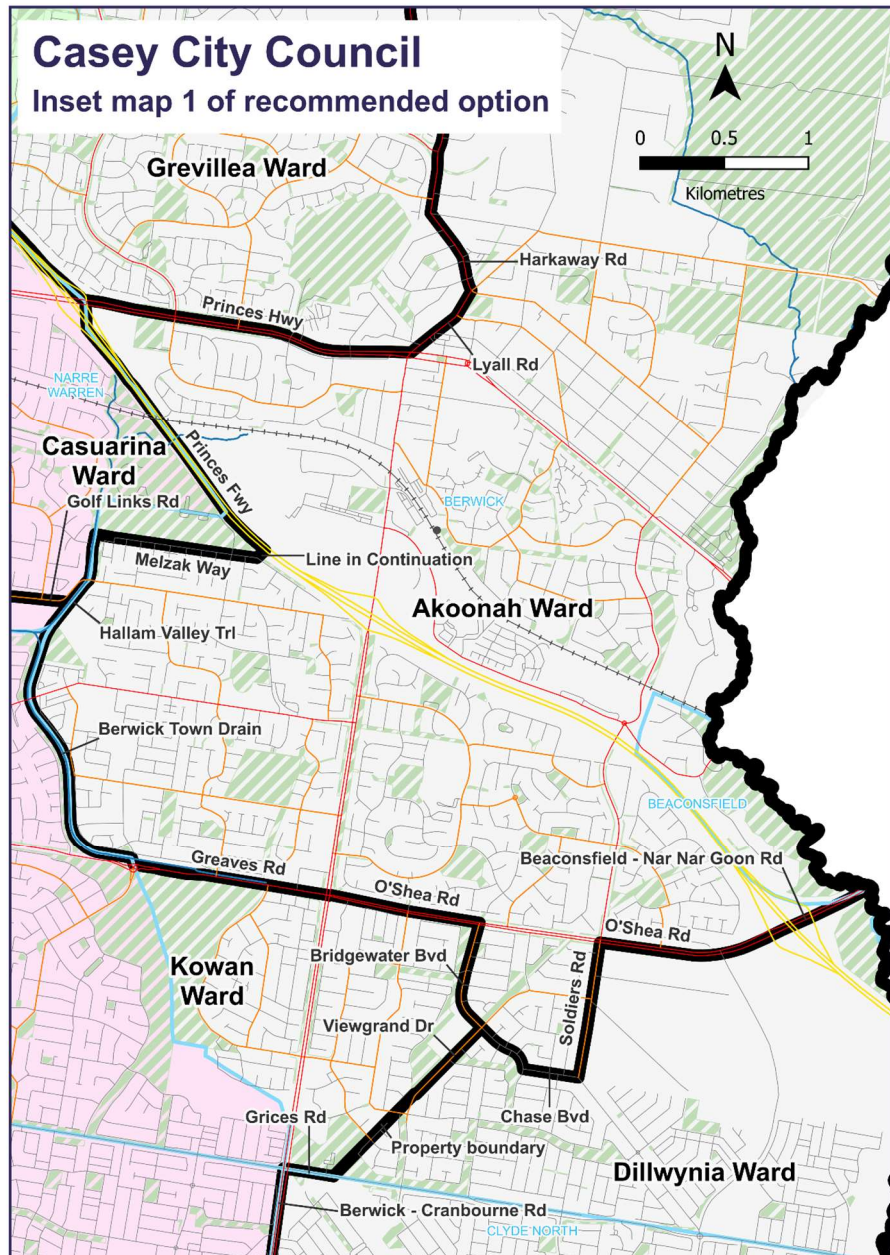 Casey City Council
Inset map 1 of recommended option
N
0 0.5 1
Kilometres
Grevillea Ward
Harkaway Rd
Princes Hwy
Lyall Rd
NARRE
WARREN
Casuarina
Ward
Princes Fwy
Golf Links Rd
BERWICK
Melzak Way
Line in Continuation
Akoonah Ward
Hallam Valley Trl
Berwick Town Drain
BEACONSFIELD
Greaves Rd
Beaconsfield - Nar Nar Goon Rd
O'Shea Rd
O'Shea Rd
Kowan
Ward
Bridgewater Bvd
Soldiers Rd
Viewgrand Dr
Grices Rd
Chase Bvd
Property boundary
Dillwynia Ward
Berwick - Cranbourne Rd
CLYDE NORTH